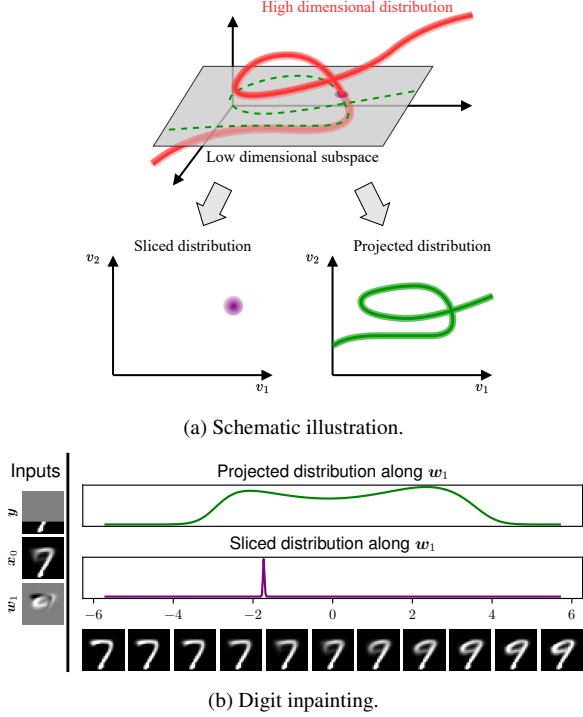 High dimensional distribution
Low dimensional subspace
Sliced distribution
Projected distribution
v₂
v₁
v₂
v₁
(a) Schematic illustration.
Inputs
y
x₀
w₁
Projected distribution along w₁
Sliced distribution along w₁
−6 −4 −2 0 2 4 6
(b) Digit inpainting.